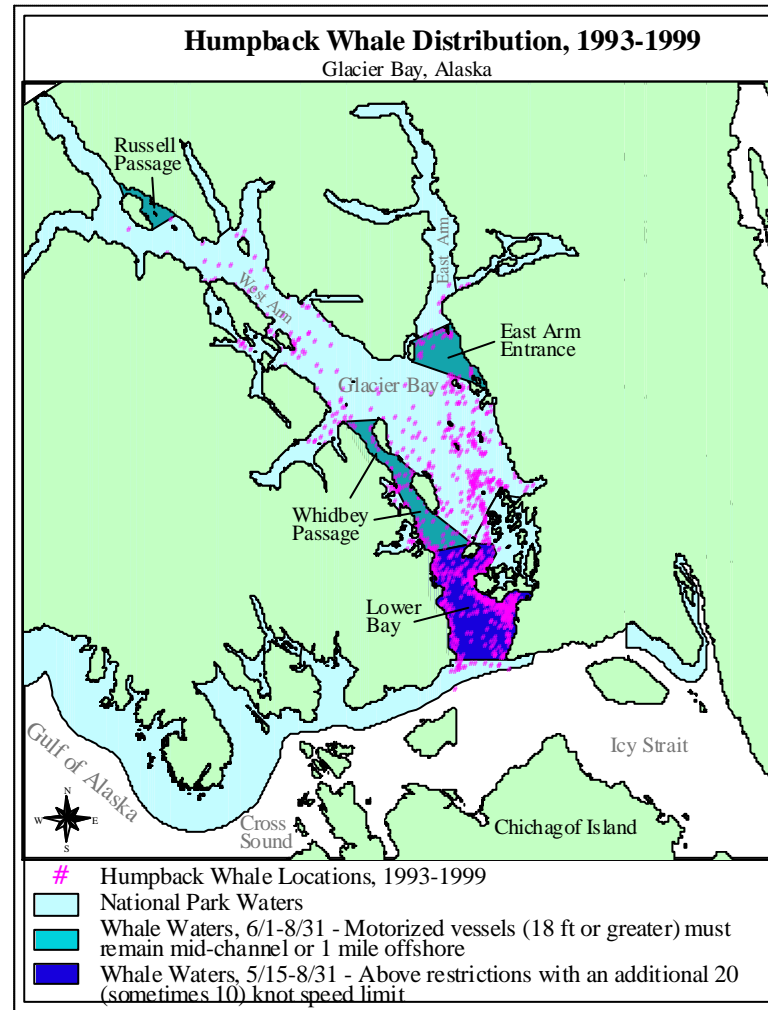 Humpback Whale Distribution, 1993-1999
Glacier Bay, Alaska
Russell
Passage
East Arm
West Arm
East Arm
Entrance
Glacier Bay
Whidbey
Passage
Lower
Bay
Gulf of Alaska
Icy Strait
Cross
Sound
Chichagof Island
N
W
E
S
# Humpback Whale Locations, 1993-1999
National Park Waters
Whale Waters, 6/1-8/31 - Motorized vessels (18 ft or greater) must
remain mid-channel or 1 mile offshore
Whale Waters, 5/15-8/31 - Above restrictions with an additional 20
(sometimes 10) knot speed limit